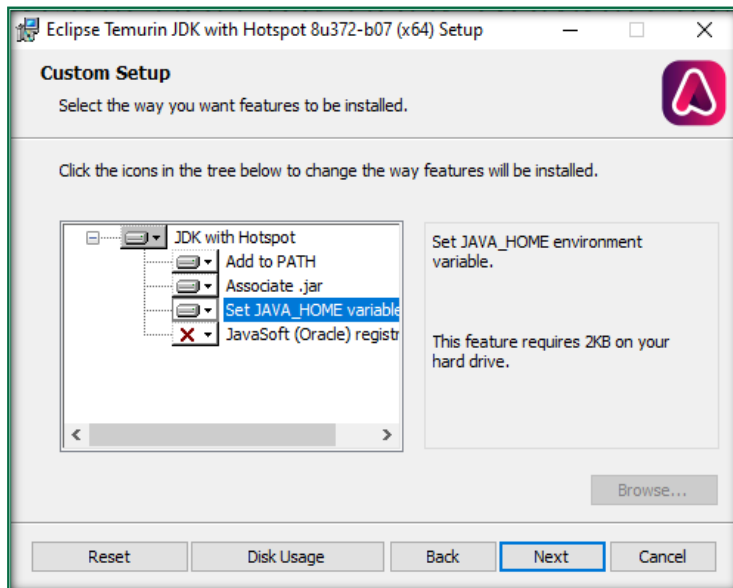 Eclipse Temurin JDK with Hotspot 8u372-b07 (x64) Setup
Custom Setup
Select the way you want features to be installed.
Click the icons in the tree below to change the way features will be installed.
JDK with Hotspot
Add to PATH
Associate .jar
Set JAVA_HOME variable
JavaSoft (Oracle) registr
Set JAVA_HOME environment
variable.
This feature requires 2KB on your
hard drive.
Browse...
Reset
Disk Usage
Back
Next
Cancel